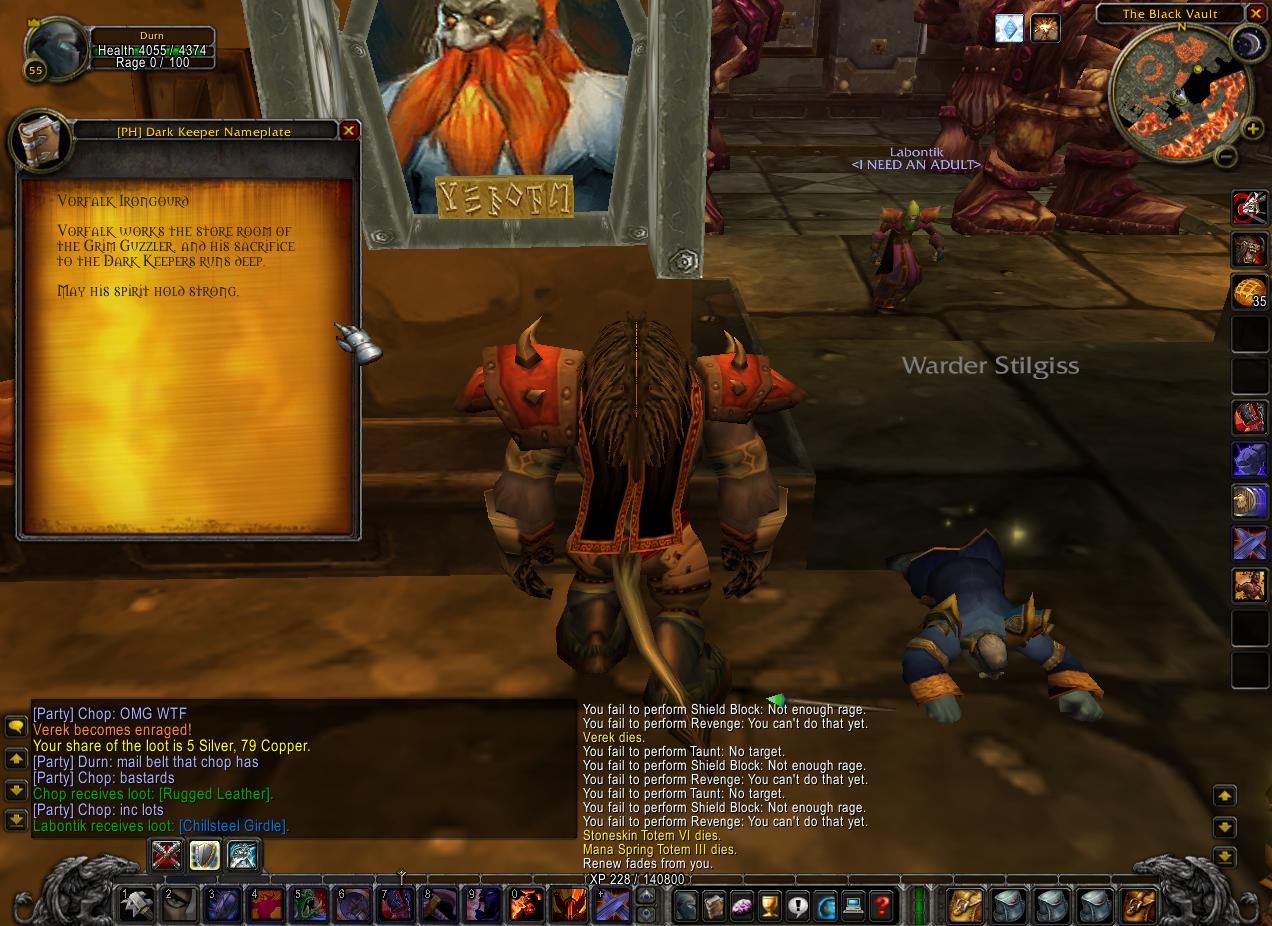 Durn
Health 4055 / 4374
Rage 0 / 100
55
[PH] Dark Keeper Nameplate
Vorfalk Irongourd
Vorfalk works the store room of
the Grim Guzzler, and his sacrifice
to the Dark Keepers runs deep.
May his spirit hold strong.
The Black Vault
N
Labontik
<I NEED AN ADULT>
35
Warder Stilgiss
[Party] Chop: OMG WTF
Verek becomes enraged!
Your share of the loot is 5 Silver, 79 Copper.
[Party] Durn: mail belt that chop has
[Party] Chop: bastards
Chop receives loot: [Rugged Leather].
[Party] Chop: inc lots
Labontik receives loot: [Chillsteel Girdle].
You fail to perform Shield Block: Not enough rage.
You fail to perform Revenge: You can't do that yet.
Verek dies.
You fail to perform Taunt: No target.
You fail to perform Shield Block: Not enough rage.
You fail to perform Revenge: You can't do that yet.
You fail to perform Taunt: No target.
You fail to perform Shield Block: Not enough rage.
You fail to perform Revenge: You can't do that yet.
Stoneskin Totem VI dies.
Mana Spring Totem III dies.
Renew fades from you.
XP 228 / 140800
1 2 3 4 5 6 7 8 9 0 - =